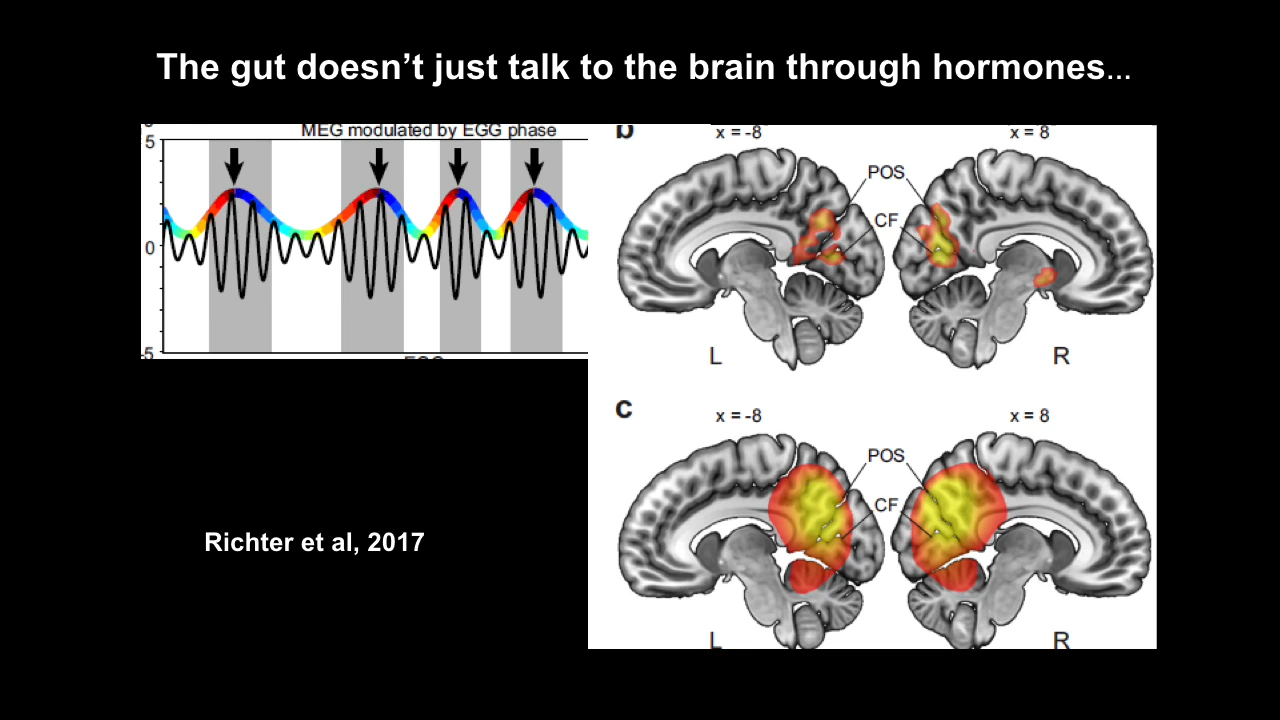 The gut doesn’t just talk to the brain through hormones...
MEG modulated by EGG phase
5
0
-5
b
x = -8
x = 8
POS
CF
L
R
c
x = -8
x = 8
POS
CF
L
R
Richter et al, 2017